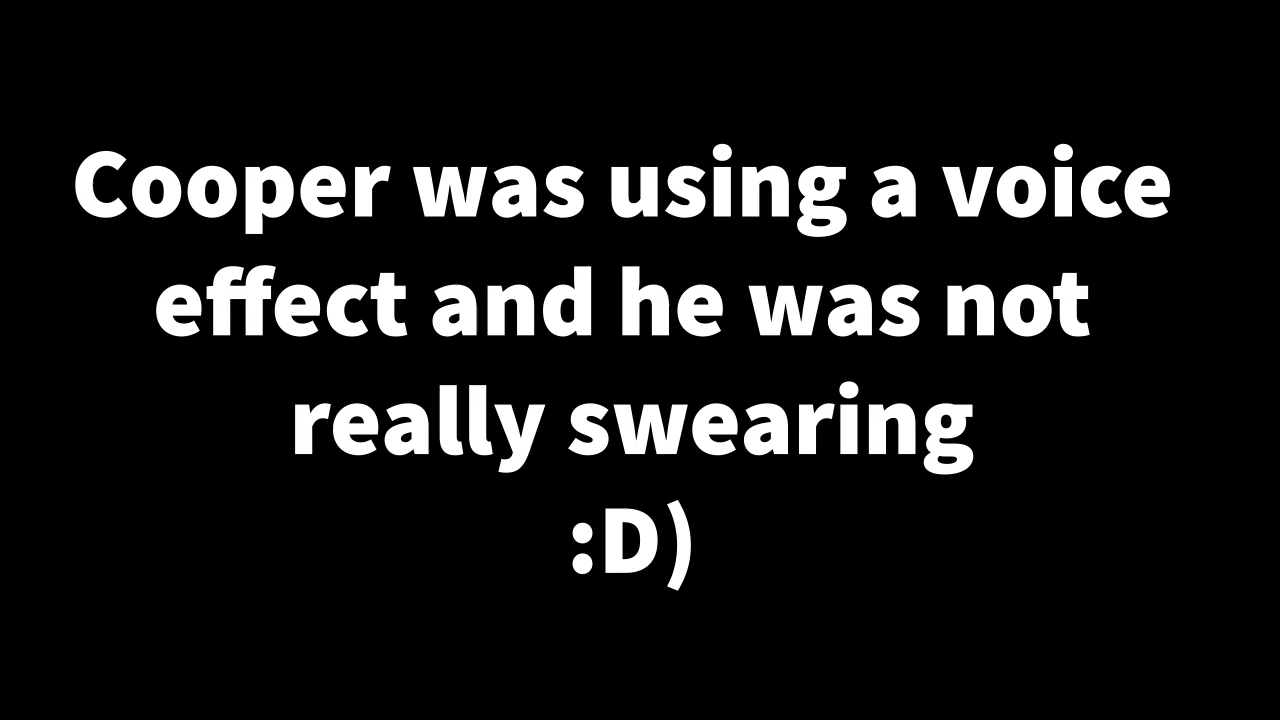 Cooper was using a voice
effect and he was not
really swearing
:D)